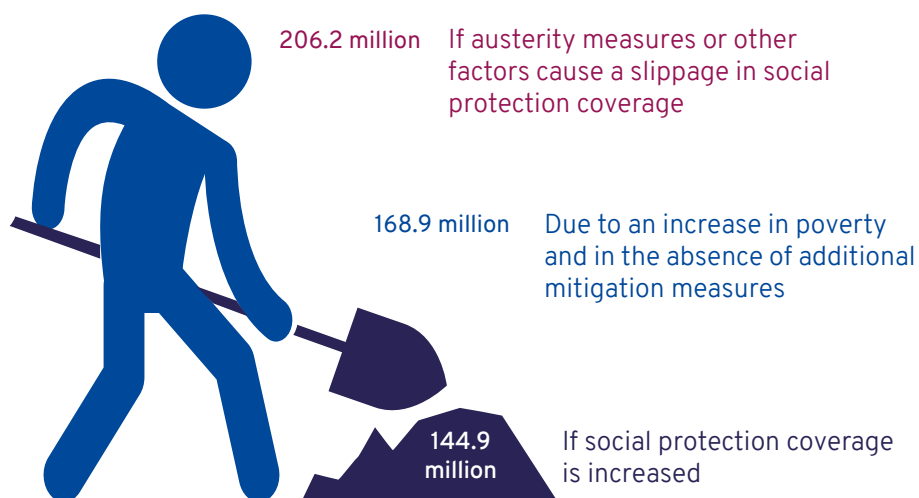 206.2 million If austerity measures or other
factors cause a slippage in social
protection coverage
168.9 million Due to an increase in poverty
and in the absence of additional
mitigation measures
144.9
million
If social protection coverage
is increased